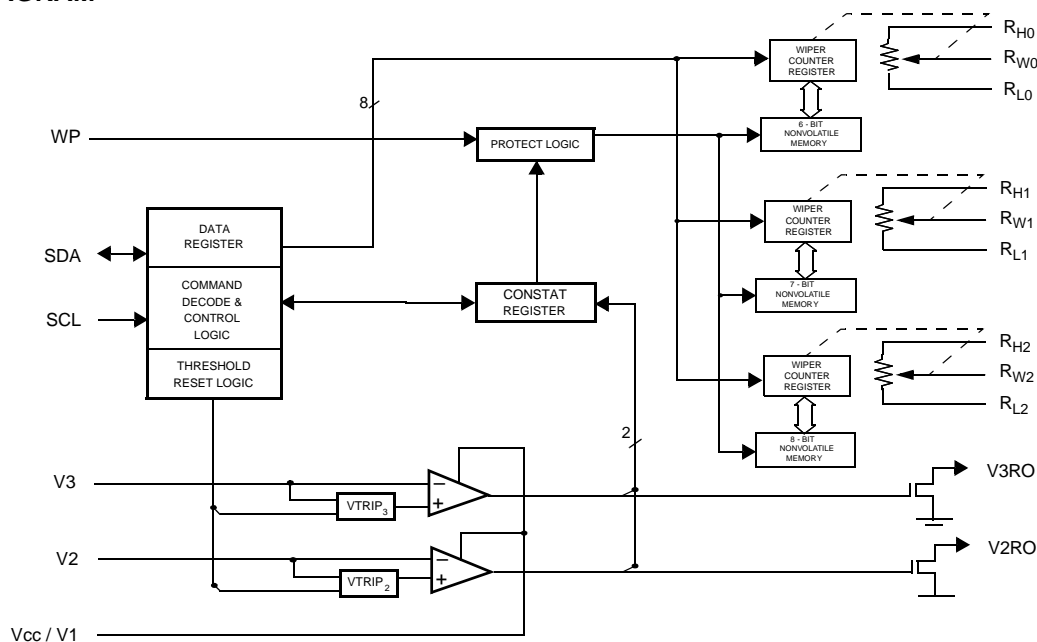 WIPER
COUNTER
REGISTER
R_H0
R_W0
R_L0
8
6 - BIT
NONVOLATILE
MEMORY
WP
PROTECT LOGIC
WIPER
COUNTER
REGISTER
R_H1
R_W1
R_L1
DATA
REGISTER
SDA
7 - BIT
NONVOLATILE
MEMORY
COMMAND
DECODE &
CONTROL
LOGIC
CONSTAT
REGISTER
SCL
THRESHOLD
RESET LOGIC
WIPER
COUNTER
REGISTER
R_H2
R_W2
R_L2
2
8 - BIT
NONVOLATILE
MEMORY
V3
−
+
VTRIP_3
V3RO
V2
−
+
VTRIP_2
V2RO
Vcc / V1